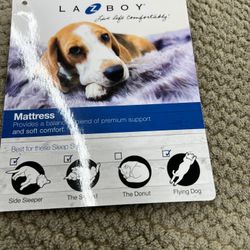 LA Z BOY
Live life comfortably.
Mattress
Provides a balanced blend of premium support
and soft comfort.
Best for these Sleep
Side Sleeper
The
The Donut
Flying Dog